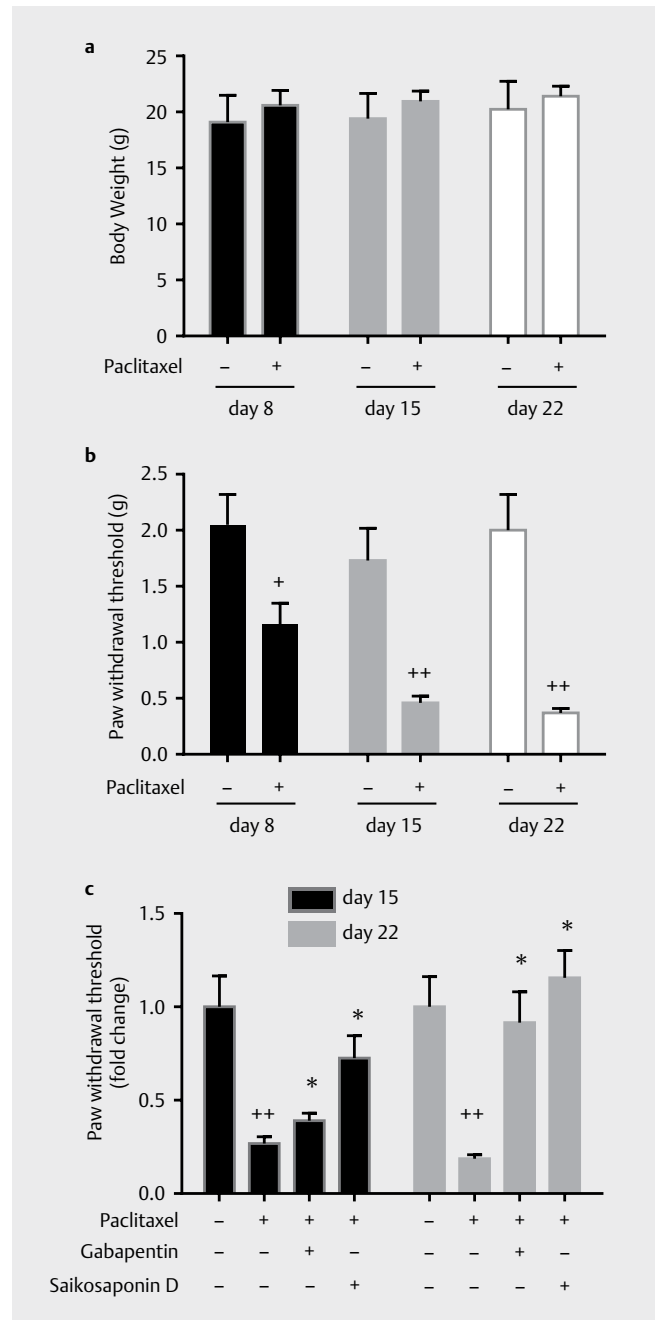 a
Body Weight (g)
25
20
15
10
5
0
Paclitaxel – + – + – +
day 8 day 15 day 22
b
Paw withdrawal threshold (g)
2.5
2.0
1.5
1.0
0.5
0.0
+
++
++
Paclitaxel – + – + – +
day 8 day 15 day 22
c
day 15
day 22
Paw withdrawal threshold
(fold change)
1.5
1.0
0.5
0.0
++ * * ++ * *
Paclitaxel – + + + – + + +
Gabapentin – – + – – – + –
Saikosaponin D – – – + – – – +